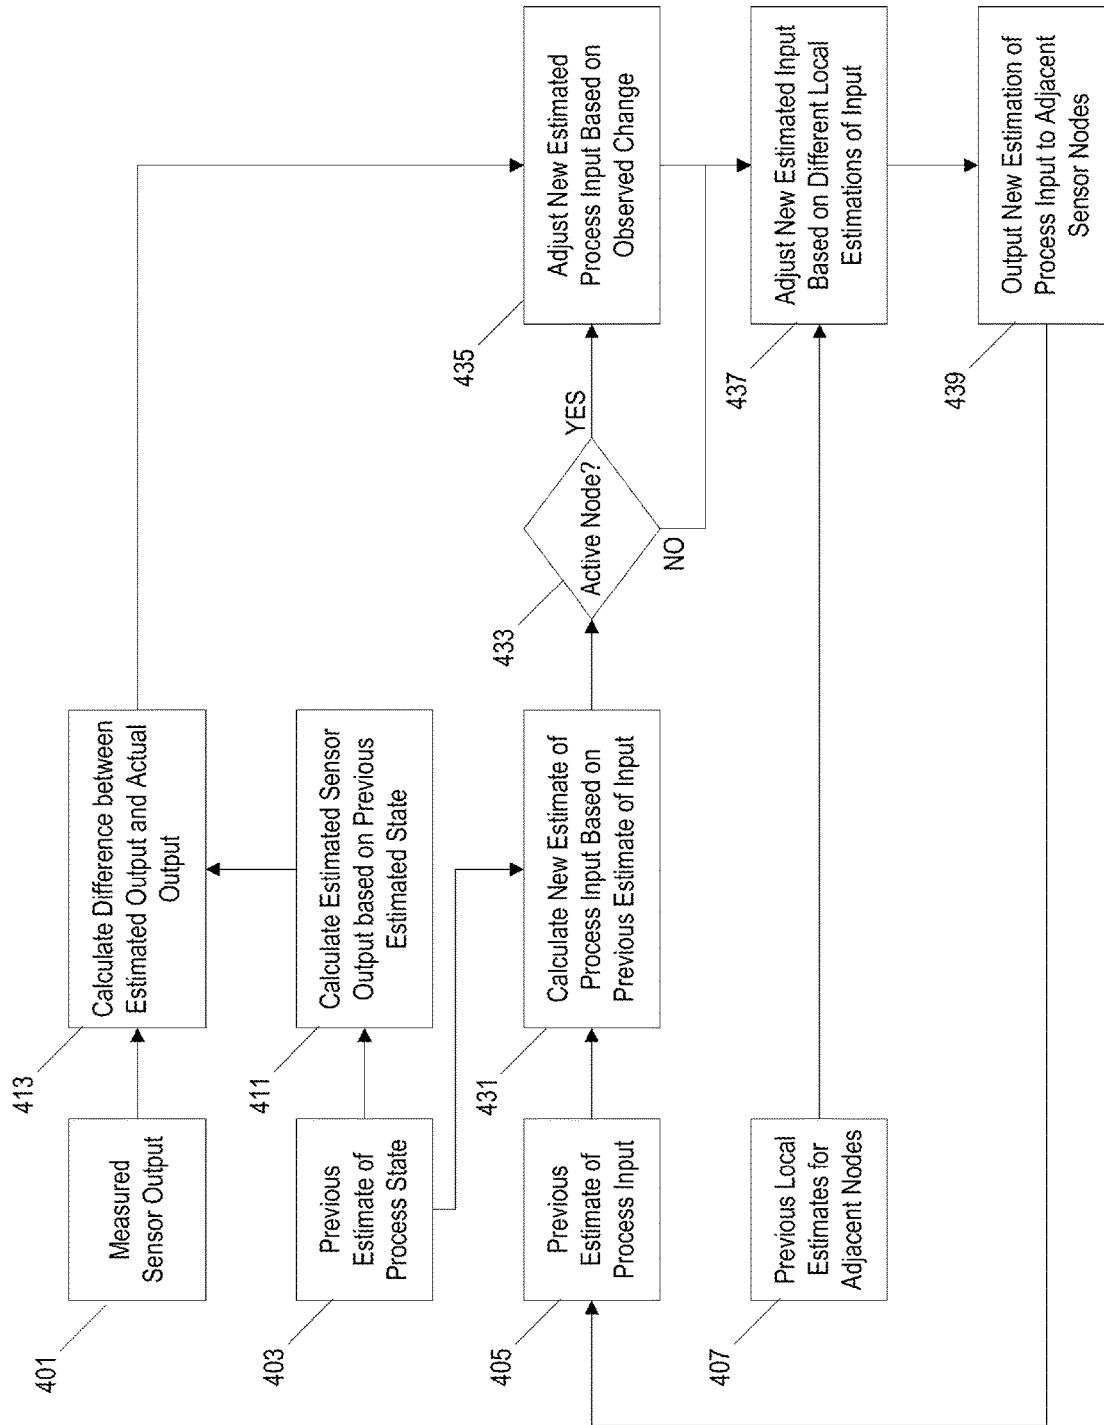 401
Measured
Sensor Output
413
Calculate Difference between
Estimated Output and Actual
Output
403
Previous
Estimate of
Process State
411
Calculate Estimated Sensor
Output based on Previous
Estimated State
405
Previous
Estimate of
Process Input
431
Calculate New Estimate of
Process Input Based on
Previous Estimate of Input
433
Active Node?
YES
NO
435
Adjust New Estimated
Process Input Based on
Observed Change
407
Previous Local
Estimates for
Adjacent Nodes
437
Adjust New Estimated Input
Based on Different Local
Estimations of Input
439
Output New Estimation of
Process Input to Adjacent
Sensor Nodes